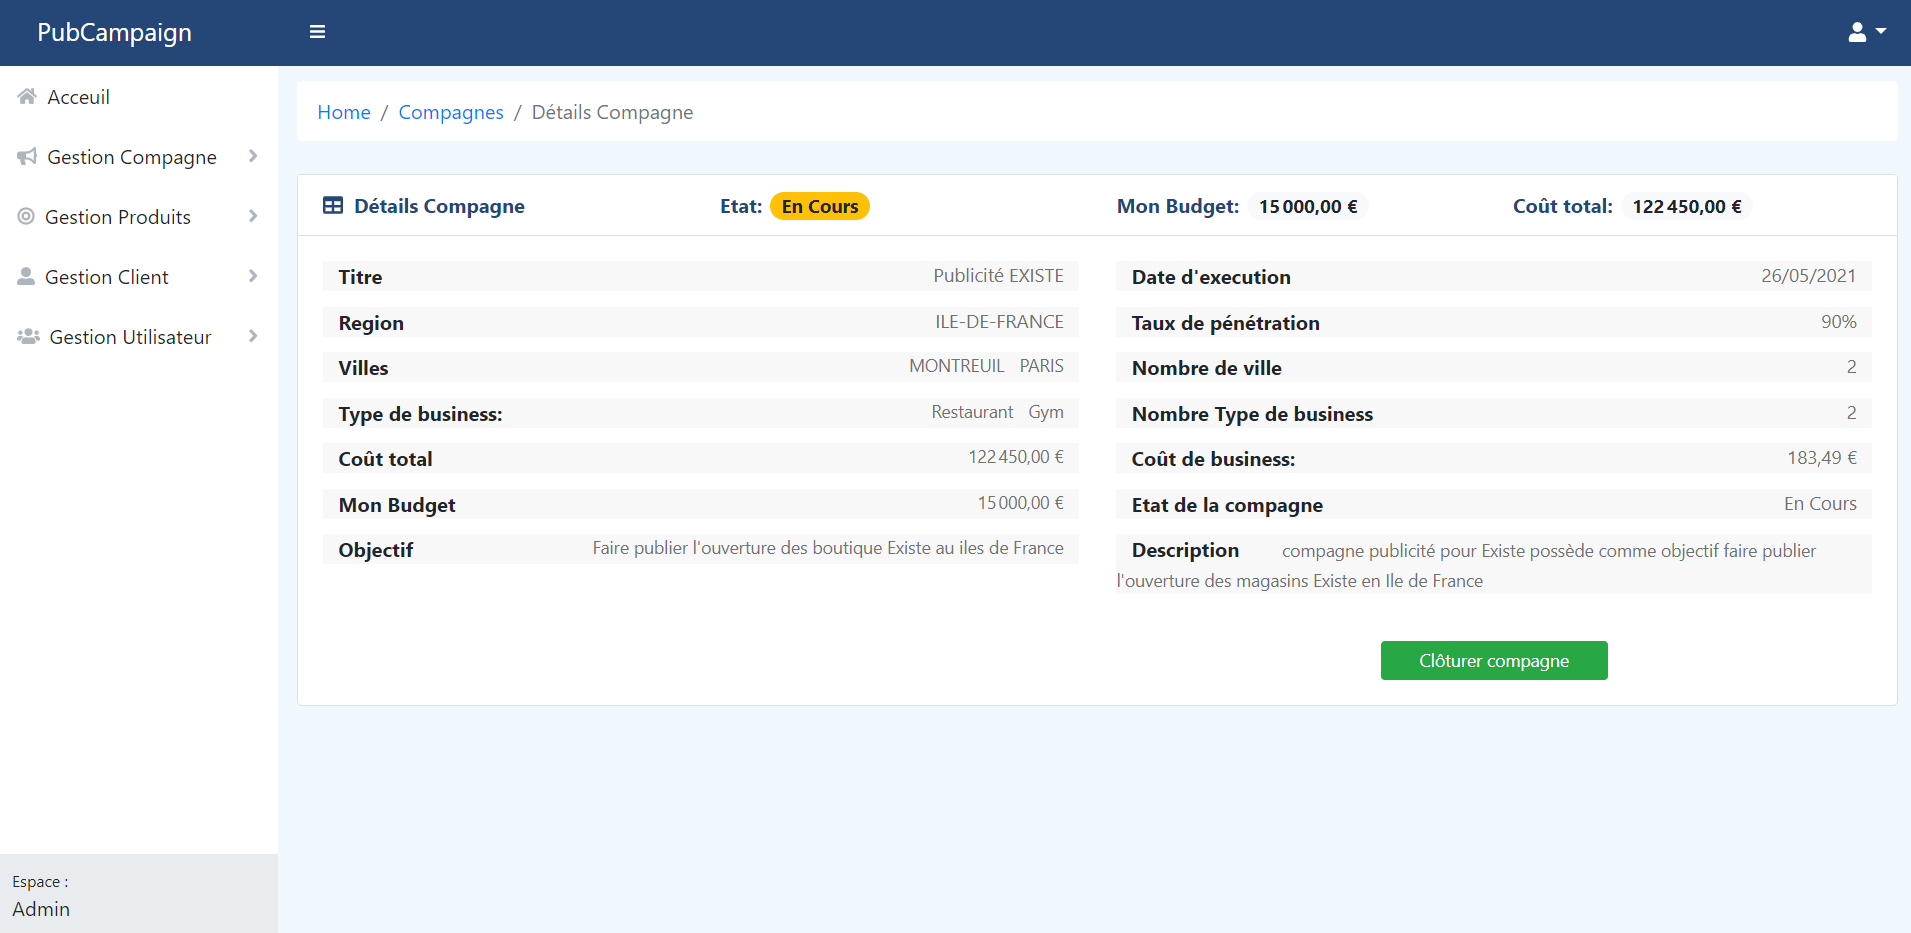 PubCampaign
Acceuil
Gestion Compagne
Gestion Produits
Gestion Client
Gestion Utilisateur
Espace :
Admin
Home / Compagnes / Détails Compagne
Détails Compagne Etat: En Cours Mon Budget: 15 000,00 € Coût total: 122 450,00 €
Titre Publicité EXISTE
Region ILE-DE-FRANCE
Villes MONTREUIL PARIS
Type de business: Restaurant Gym
Coût total 122 450,00 €
Mon Budget 15 000,00 €
Objectif Faire publier l'ouverture des boutique Existe au iles de France
Date d'execution 26/05/2021
Taux de pénétration 90%
Nombre de ville 2
Nombre Type de business 2
Coût de business: 183,49 €
Etat de la compagne En Cours
Description compagne publicité pour Existe possède comme objectif faire publier
l'ouverture des magasins Existe en Ile de France
Clôturer compagne